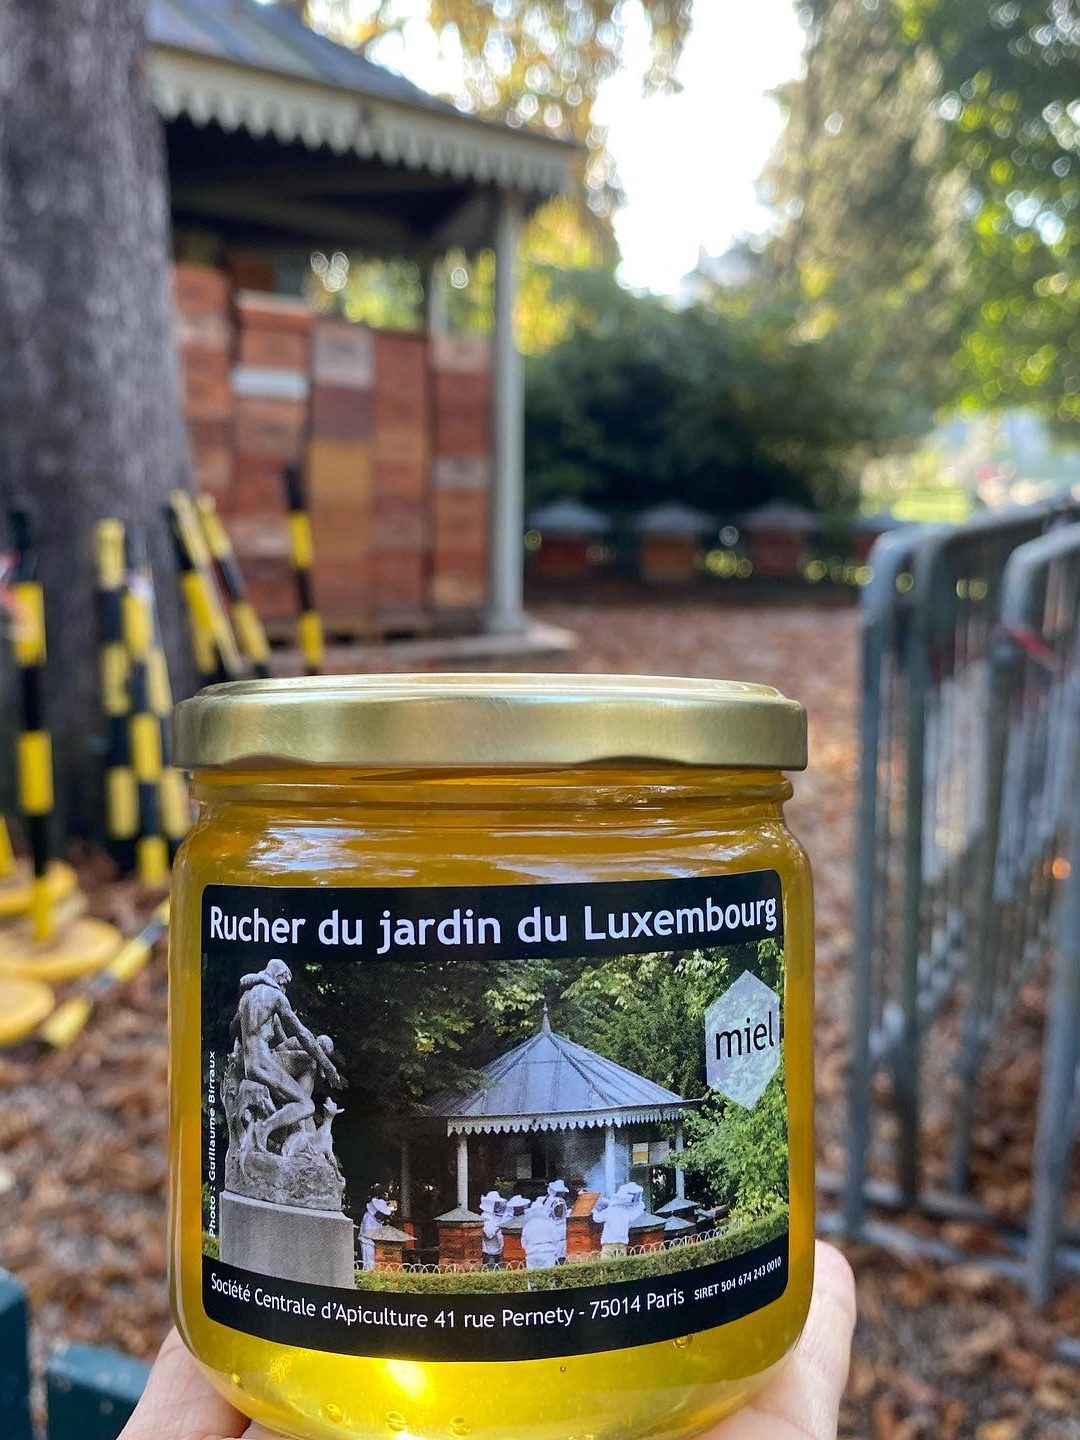 Rucher du jardin du Luxembourg
miel
Photo : Guillaume Birraux
Société Centrale d'Apiculture 41 rue Pernety - 75014 Paris SIRET 504 674 243 0010